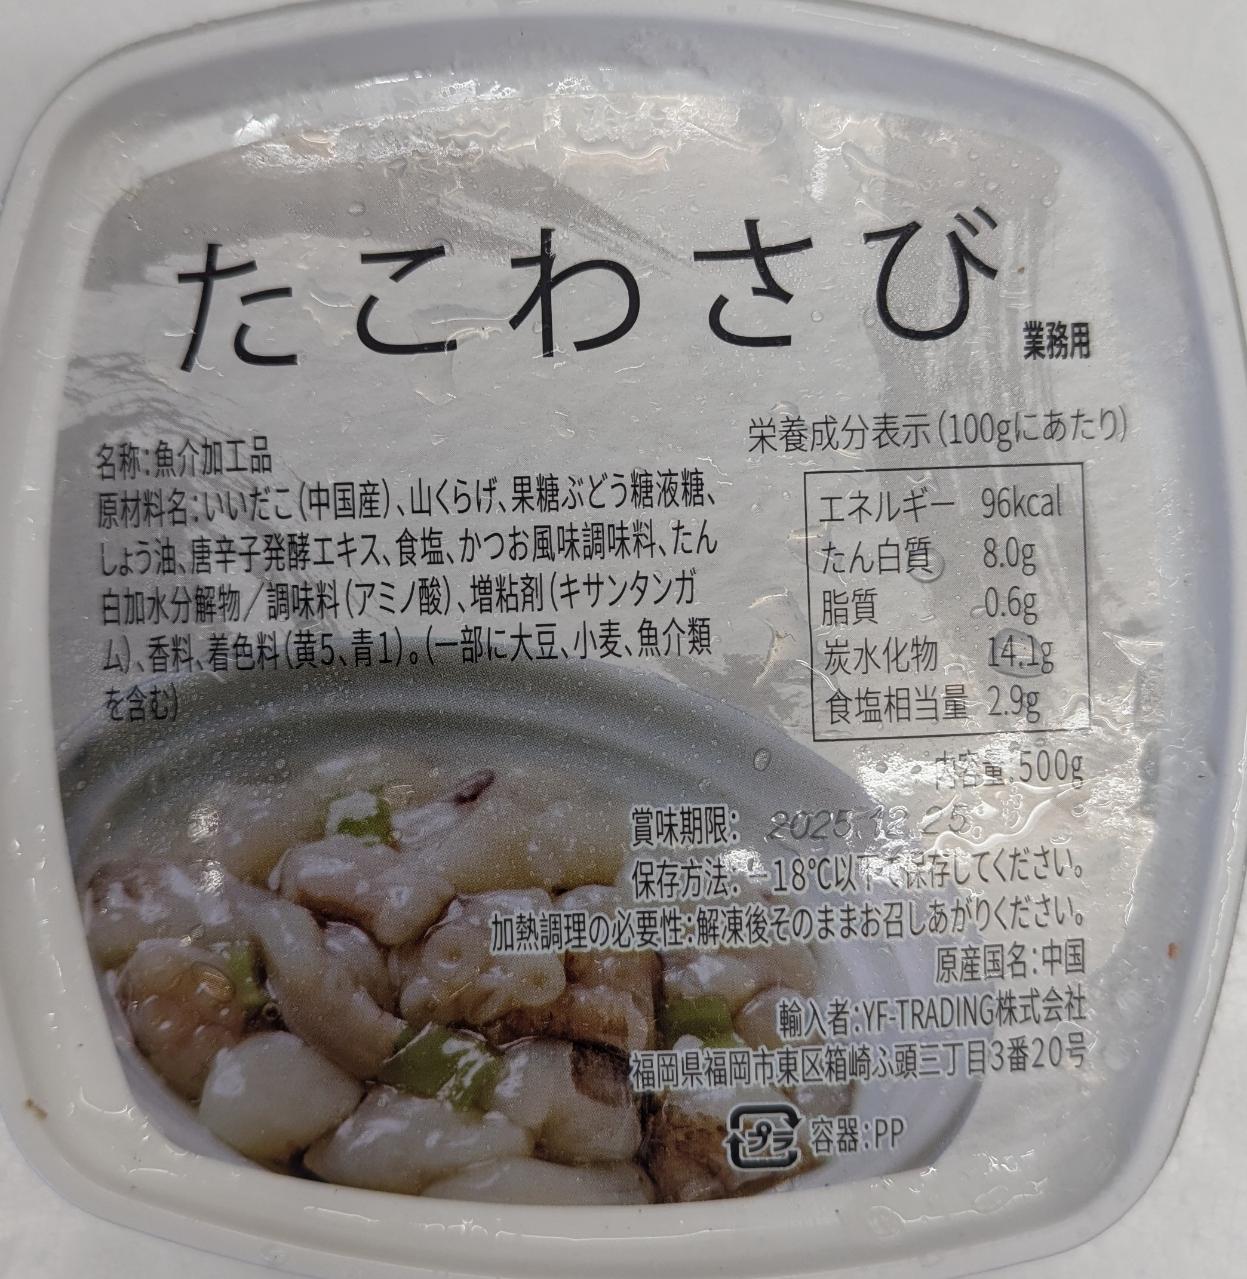 たこわさび
業務用
名称:魚介加工品
原材料名:いいだこ(中国産)、山くらげ、果糖ぶどう糖液糖、
しょう油、唐辛子発酵エキス、食塩、かつお風味調味料、たん
白加水分解物/調味料(アミノ酸)、増粘剤(キサンタンガ
ム)、香料、着色料(黄5、青1)。(一部に大豆、小麦、魚介類
を含む)
栄養成分表示(100gにあたり)
エネルギー 96kcal
たん白質 8.0g
脂質 0.6g
炭水化物 14.1g
食塩相当量 2.9g
内容量:500g
賞味期限: 2025.12.25
保存方法:-18℃以下で保存してください。
加熱調理の必要性:解凍後そのままお召しあがりください。
原産国名:中国
輸入者:YF-TRADING株式会社
福岡県福岡市東区箱崎ふ頭三丁目3番20号
プラ 容器:PP